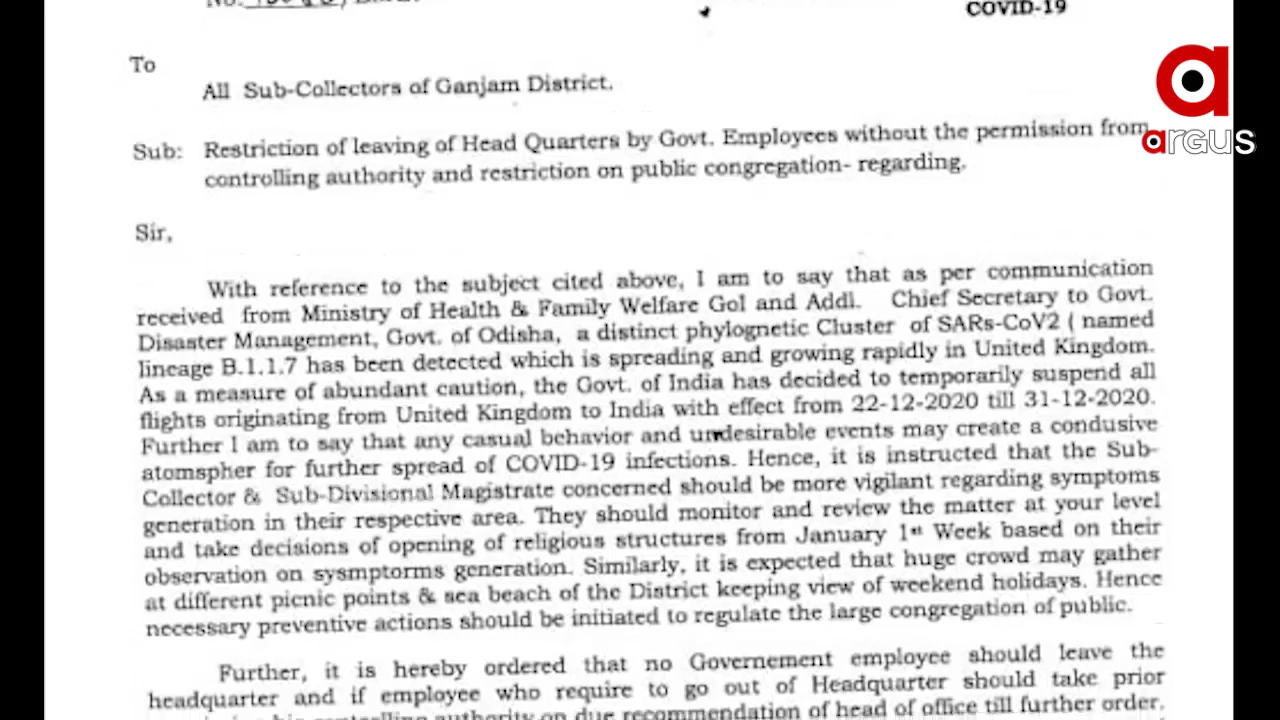 COVID-19
argus
To
All Sub-Collectors of Ganjam District.
Sub: Restriction of leaving of Head Quarters by Govt. Employees without the permission from
controlling authority and restriction on public congregation- regarding.
Sir,
With reference to the subject cited above, I am to say that as per communication
received from Ministry of Health & Family Welfare GoI and Addl. Chief Secretary to Govt.
Disaster Management, Govt. of Odisha, a distinct phylognetic Cluster of SARs-CoV2 ( named
lineage B.1.1.7 has been detected which is spreading and growing rapidly in United Kingdom.
As a measure of abundant caution, the Govt. of India has decided to temporarily suspend all
flights originating from United Kingdom to India with effect from 22-12-2020 till 31-12-2020.
Further I am to say that any casual behavior and undesirable events may create a condusive
atomspher for further spread of COVID-19 infections. Hence, it is instructed that the Sub-
Collector & Sub-Divisional Magistrate concerned should be more vigilant regarding symptoms
generation in their respective area. They should monitor and review the matter at your level
and take decisions of opening of religious structures from January 1st Week based on their
observation on sysmptorms generation. Similarly, it is expected that huge crowd may gather
at different picnic points & sea beach of the District keeping view of weekend holidays. Hence
necessary preventive actions should be initiated to regulate the large congregation of public.
Further, it is hereby ordered that no Governement employee should leave the
headquarter and if employee who require to go out of Headquarter should take prior
controlling authority on due recommendation of head of office till further order.